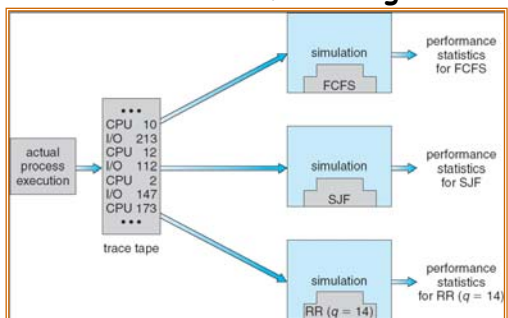 simulation
FCFS
performance
statistics
for FCFS
actual
process
execution
•••
CPU 10
I/O 213
CPU 12
I/O 112
CPU 2
I/O 147
CPU 173
•••
trace tape
simulation
SJF
performance
statistics
for SJF
simulation
RR (q = 14)
performance
statistics
for RR (q = 14)